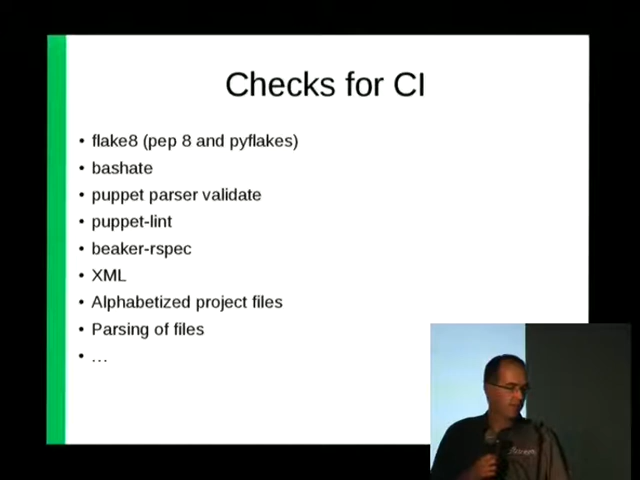 Checks for CI
• flake8 (pep 8 and pyflakes)
• bashate
• puppet parser validate
• puppet-lint
• beaker-rspec
• XML
• Alphabetized project files
• Parsing of files
• …